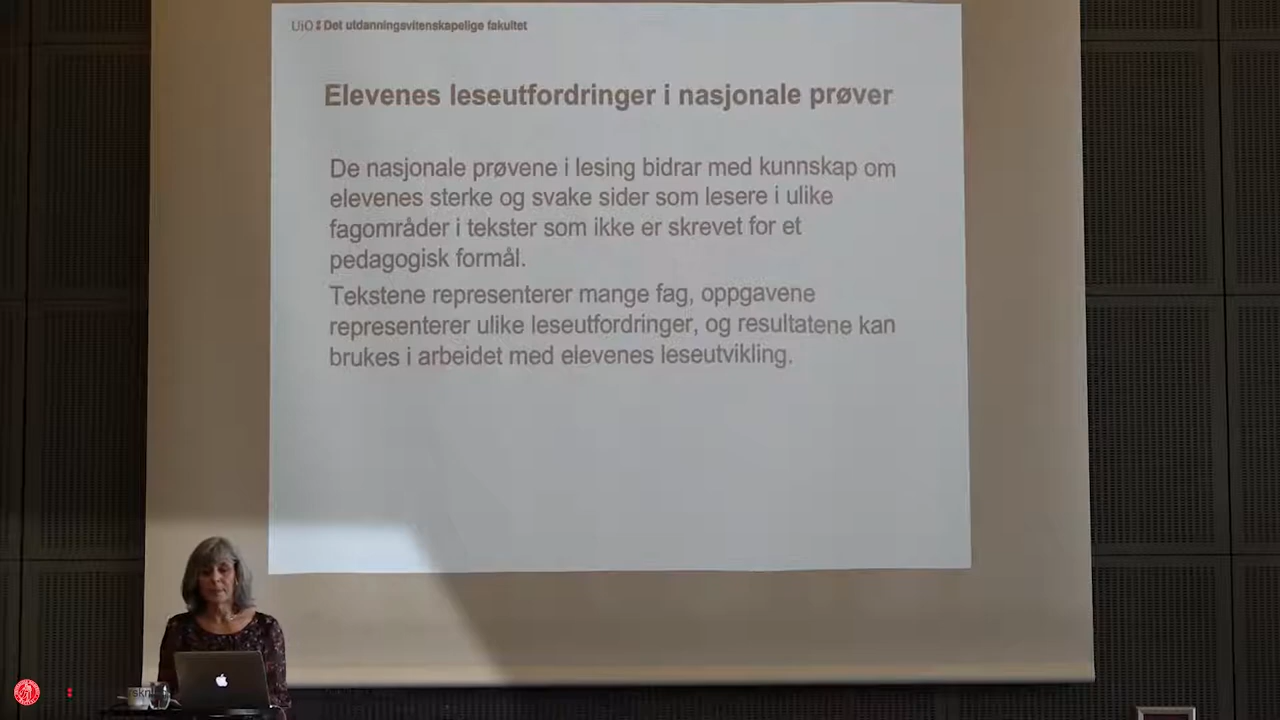 UiO : Det utdanningsvitenskapelige fakultet
Elevenes leseutfordringer i nasjonale prøver
De nasjonale prøvene i lesing bidrar med kunnskap om
elevenes sterke og svake sider som lesere i ulike
fagområder i tekster som ikke er skrevet for et
pedagogisk formål.
Tekstene representerer mange fag, oppgavene
representerer ulike leseutfordringer, og resultatene kan
brukes i arbeidet med elevenes leseutvikling.